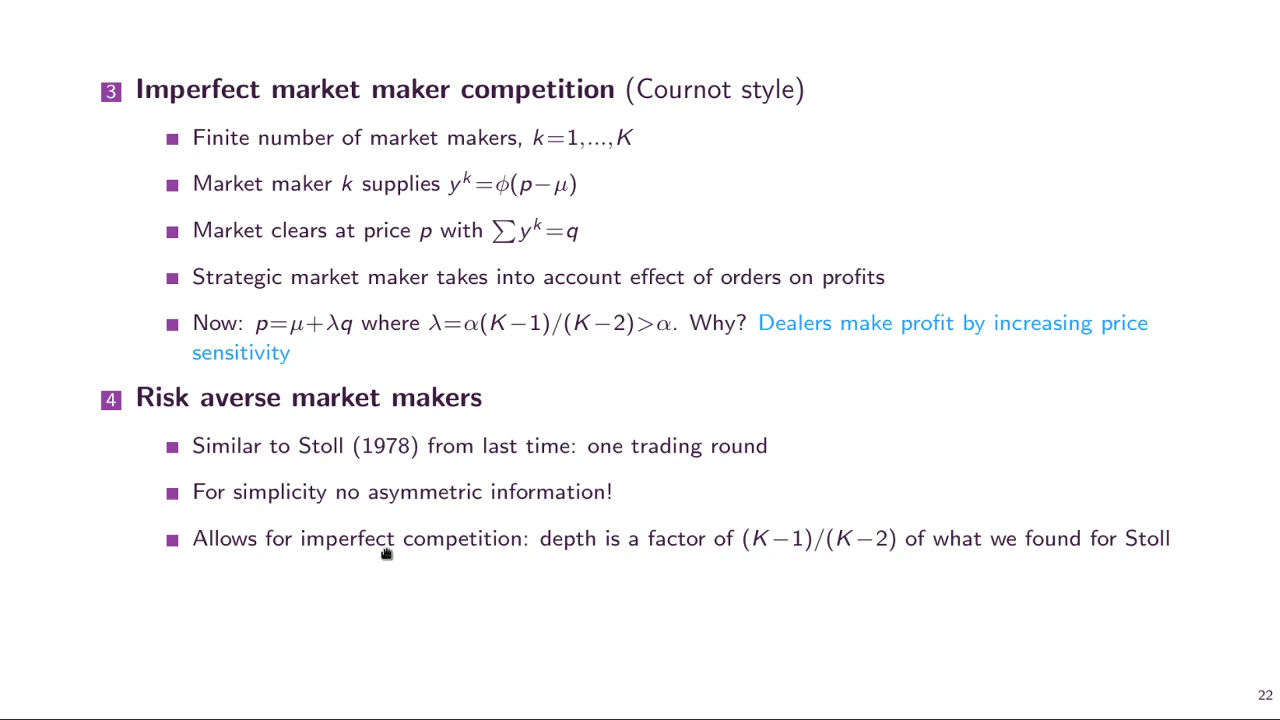 3 Imperfect market maker competition (Cournot style)
Finite number of market makers, k=1,...,K
Market maker k supplies yᵏ=ϕ(p−μ)
Market clears at price p with ∑yᵏ=q
Strategic market maker takes into account effect of orders on profits
Now: p=μ+λq where λ=α(K−1)/(K−2)>α. Why? Dealers make profit by increasing price
sensitivity
4 Risk averse market makers
Similar to Stoll (1978) from last time: one trading round
For simplicity no asymmetric information!
Allows for imperfect competition: depth is a factor of (K−1)/(K−2) of what we found for Stoll
22